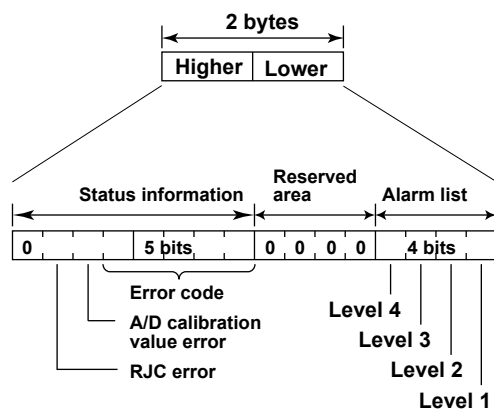 2 bytes
Higher Lower
Reserved
area
Status information
Alarm list
0 5 bits 0 0 0 0 4 bits
Error code
A/D calibration
value error
RJC error
Level 4
Level 3
Level 2
Level 1